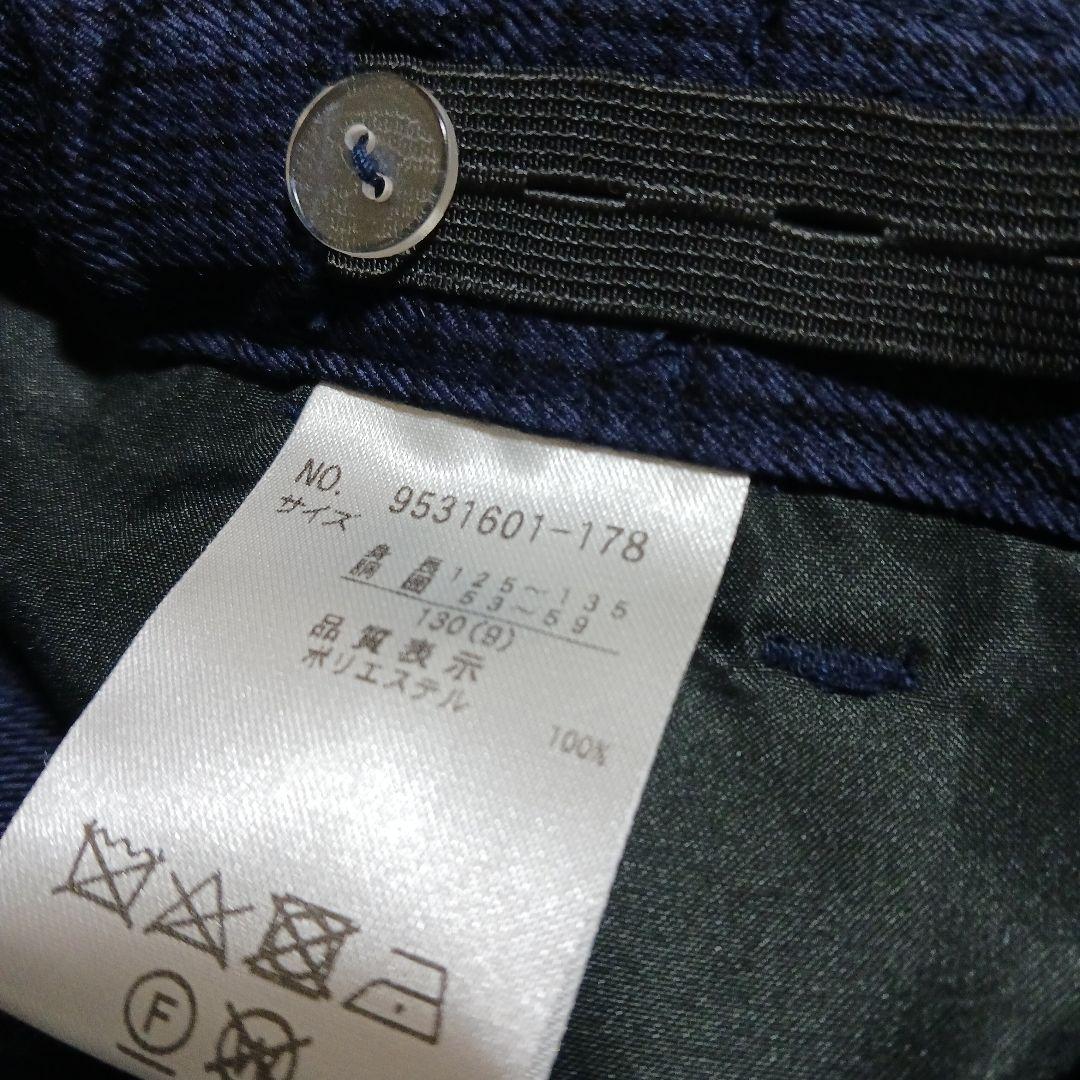 NO. 9531601-178
サイズ
身長 125～135
胴囲 53～59
130(9)
品質表示
ポリエステル
100%
F